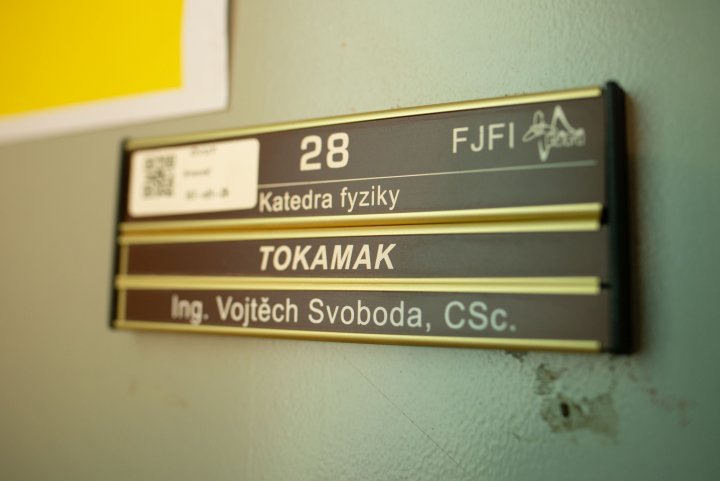 28
FJFI
Katedra fyziky
TOKAMAK
Ing. Vojtěch Svoboda, CSc.